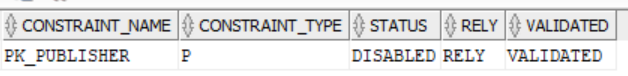 CONSTRAINT_NAME CONSTRAINT_TYPE STATUS RELY VALIDATED
PK_PUBLISHER P DISABLED RELY VALIDATED